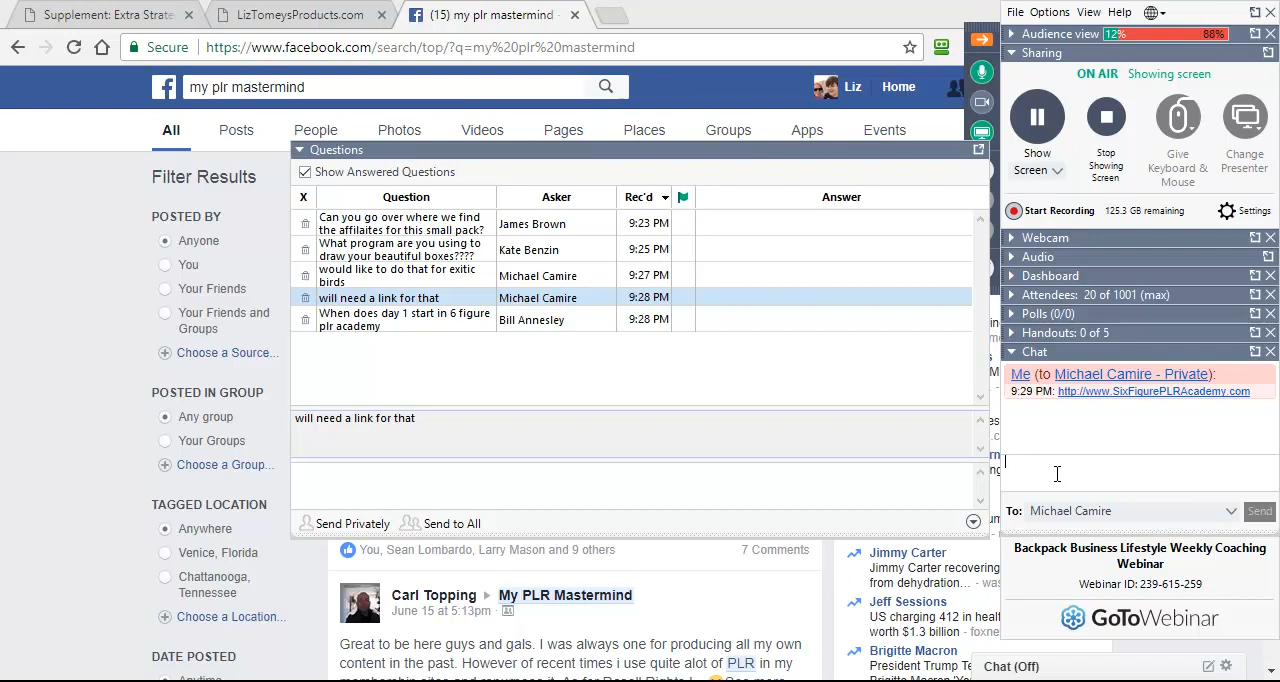 Supplement: Extra Strate
LizTomeysProducts.com
(15) my plr mastermind
Secure
https://www.facebook.com/search/top/?q=my%20plr%20mastermind
my plr mastermind
Liz
Home
All
Posts
People
Photos
Videos
Pages
Places
Groups
Apps
Events
Filter Results
POSTED BY
Anyone
You
Your Friends
Your Friends and
Groups
Choose a Source...
POSTED IN GROUP
Any group
Your Groups
Choose a Group...
TAGGED LOCATION
Anywhere
Venice, Florida
Chattanooga,
Tennessee
Choose a Location...
DATE POSTED
Anytime
Questions
Show Answered Questions
X Question Asker Rec'd Answer
Can you go over where we find
the affilaites for this small pack? James Brown 9:23 PM
What program are you using to
draw your beautiful boxes???? Kate Benzin 9:25 PM
would like to do that for exitic
birds Michael Camire 9:27 PM
will need a link for that Michael Camire 9:28 PM
When does day 1 start in 6 figure
plr academy Bill Annesley 9:28 PM
will need a link for that
Send Privately Send to All
You, Sean Lombardo, Larry Mason and 9 others 7 Comments
Carl Topping ▸ My PLR Mastermind
June 15 at 5:13pm ·
Great to be here guys and gals. I was always one for producing all my own
content in the past. However of recent times i use quite alot of PLR in my
Jimmy Carter
Jimmy Carter recovering
from dehydration... - was
Jeff Sessions
US charging 412 in healt
worth $1.3 billion - foxne
Brigitte Macron
President Trump Te
File Options View Help
Audience view 12% 88%
Sharing
ON AIR Showing screen
Show
Screen
Stop
Showing
Screen
Give
Keyboard &
Mouse
Change
Presenter
Start Recording 125.3 GB remaining Settings
Webcam
Audio
Dashboard
Attendees: 20 of 1001 (max)
Polls (0/0)
Handouts: 0 of 5
Chat
Me (to Michael Camire - Private):
9:29 PM: http://www.SixFigurePLRAcademy.com
To: Michael Camire Send
Backpack Business Lifestyle Weekly Coaching
Webinar
Webinar ID: 239-615-259
GoToWebinar
Chat (Off)